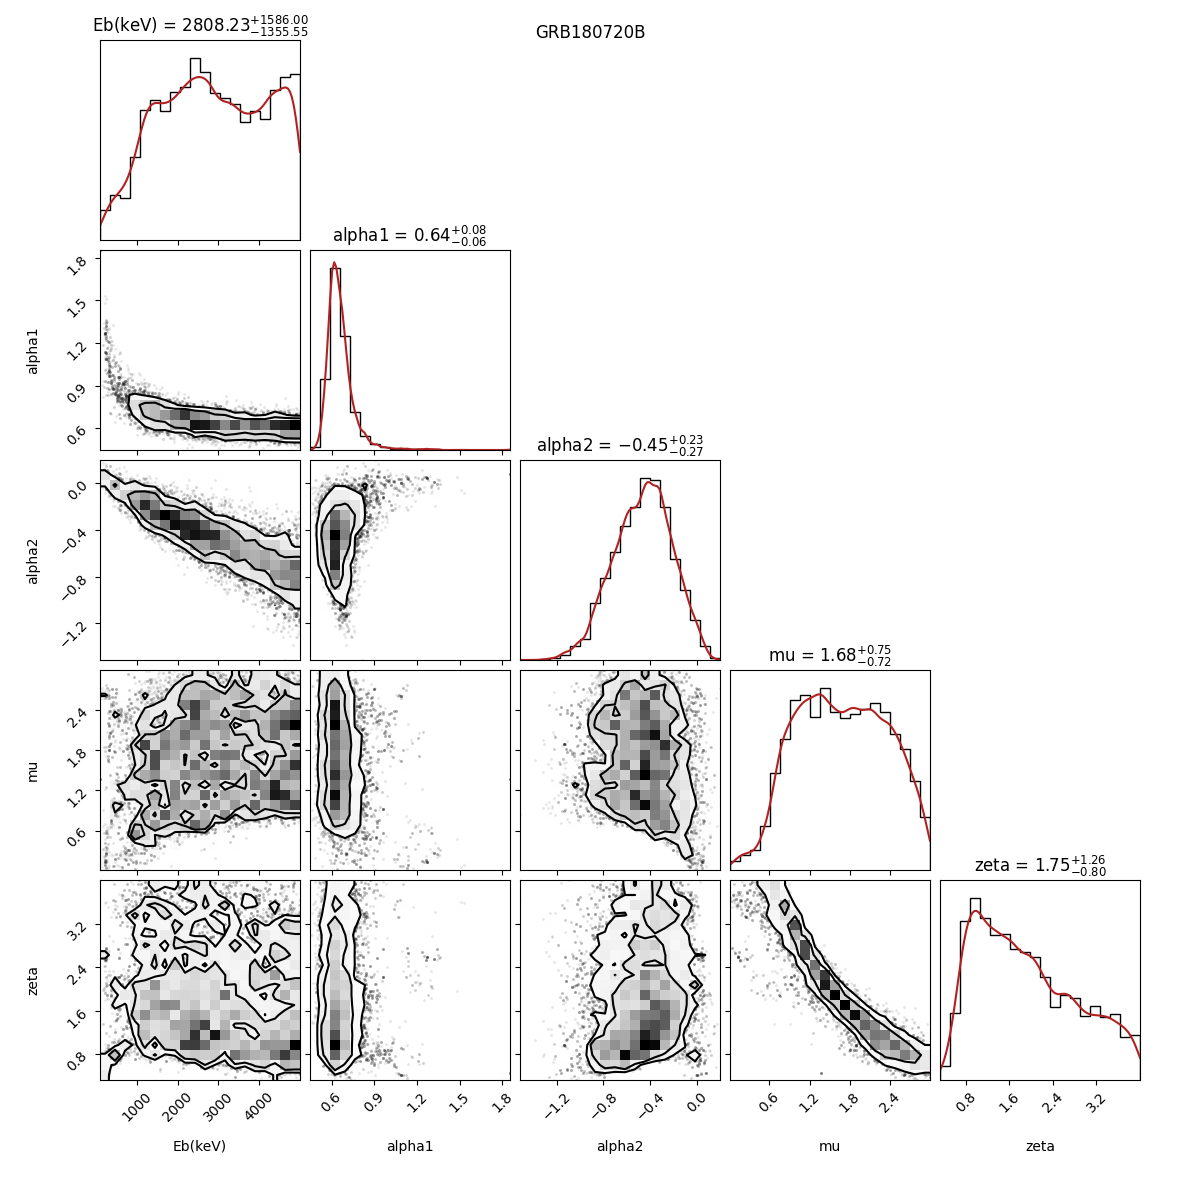 GRB180720B
Eb(keV) = 2808.23+1586.00 −1355.55
alpha1 = 0.64+0.08 −0.06
1.8
1.5
1.2
0.9
0.6
alpha1
alpha2 = −0.45+0.23 −0.27
0.0
−0.4
−0.8
−1.2
alpha2
mu = 1.68+0.75 −0.72
2.4
1.8
1.2
0.6
mu
zeta = 1.75+1.26 −0.80
3.2
2.4
1.6
0.8
zeta
1000 2000 3000 4000
0.6 0.9 1.2 1.5 1.8
−1.2 −0.8 −0.4 0.0
0.6 1.2 1.8 2.4
0.8 1.6 2.4 3.2
Eb(keV) alpha1 alpha2 mu zeta